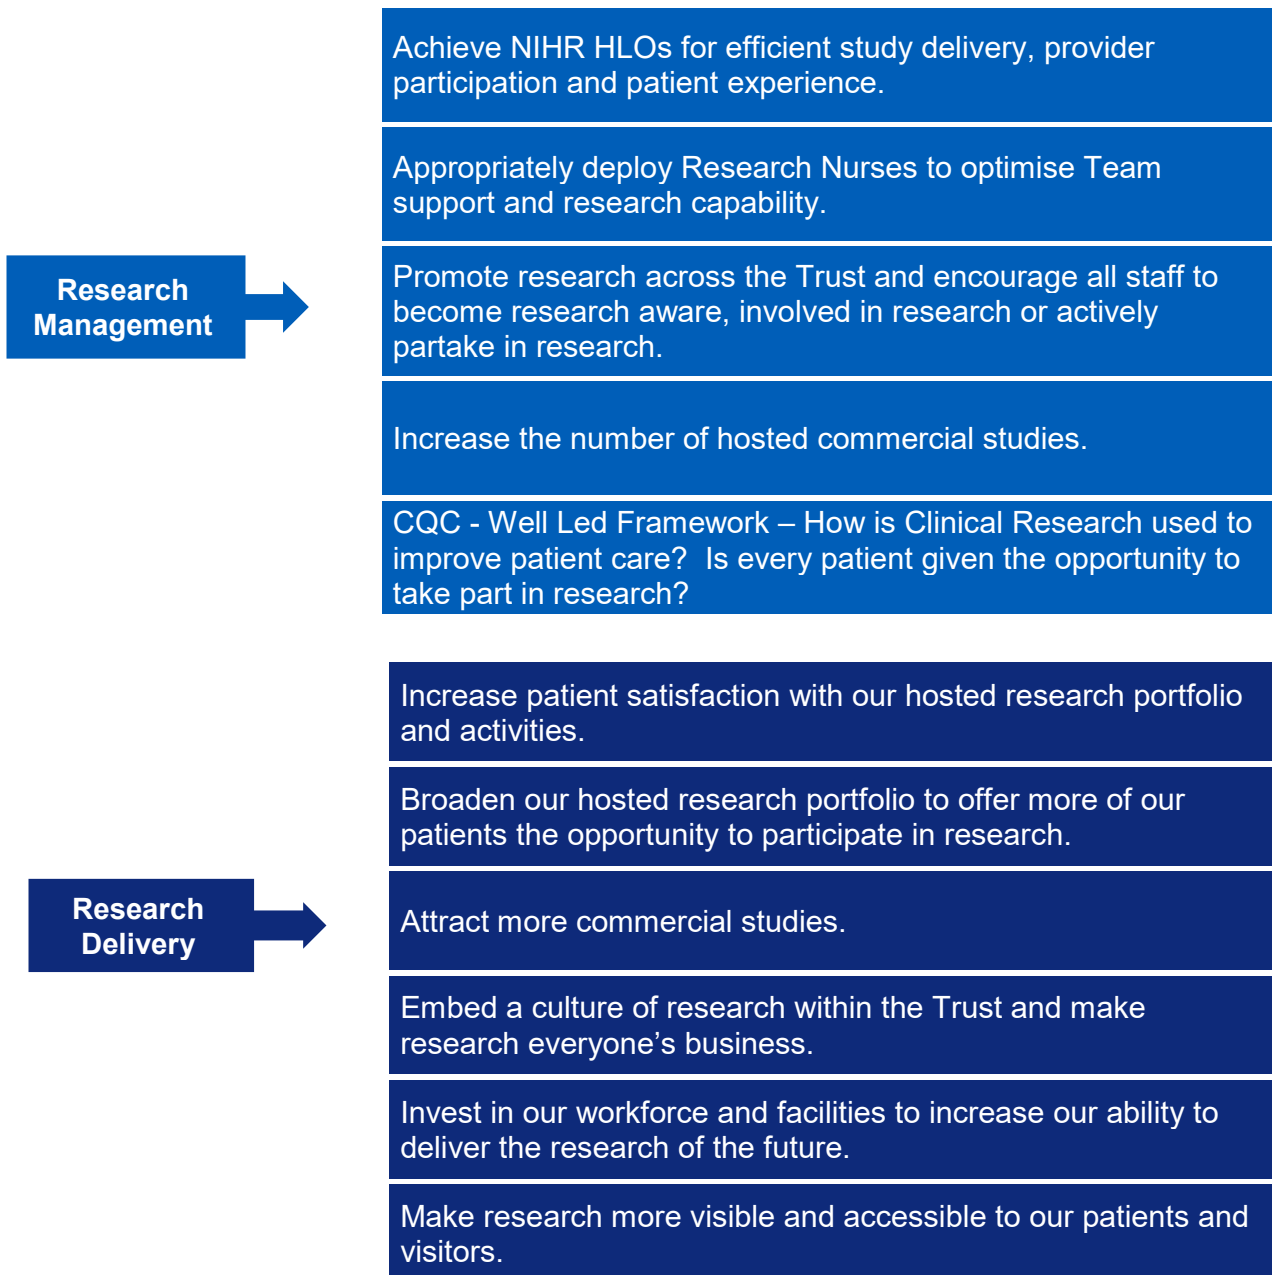 Research
Management
Achieve NIHR HLOs for efficient study delivery, provider
participation and patient experience.
Appropriately deploy Research Nurses to optimise Team
support and research capability.
Promote research across the Trust and encourage all staff to
become research aware, involved in research or actively
partake in research.
Increase the number of hosted commercial studies.
CQC - Well Led Framework – How is Clinical Research used to
improve patient care?  Is every patient given the opportunity to
take part in research?
Research
Delivery
Increase patient satisfaction with our hosted research portfolio
and activities.
Broaden our hosted research portfolio to offer more of our
patients the opportunity to participate in research.
Attract more commercial studies.
Embed a culture of research within the Trust and make
research everyone’s business.
Invest in our workforce and facilities to increase our ability to
deliver the research of the future.
Make research more visible and accessible to our patients and
visitors.